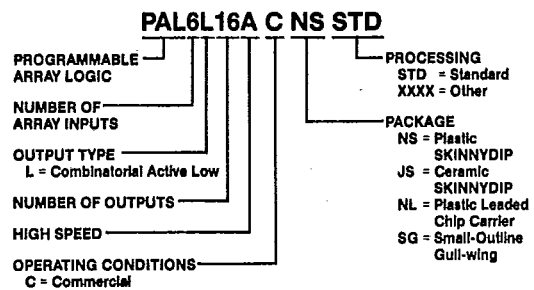 PAL6L16A C NS STD
PROGRAMMABLE
ARRAY LOGIC
NUMBER OF
ARRAY INPUTS
OUTPUT TYPE
L = Combinatorial Active Low
NUMBER OF OUTPUTS
HIGH SPEED
OPERATING CONDITIONS
C = Commercial
PROCESSING
STD = Standard
XXXX = Other
PACKAGE
NS = Plastic
SKINNYDIP
JS = Ceramic
SKINNYDIP
NL = Plastic Leaded
Chip Carrier
SG = Small-Outline
Gull-wing